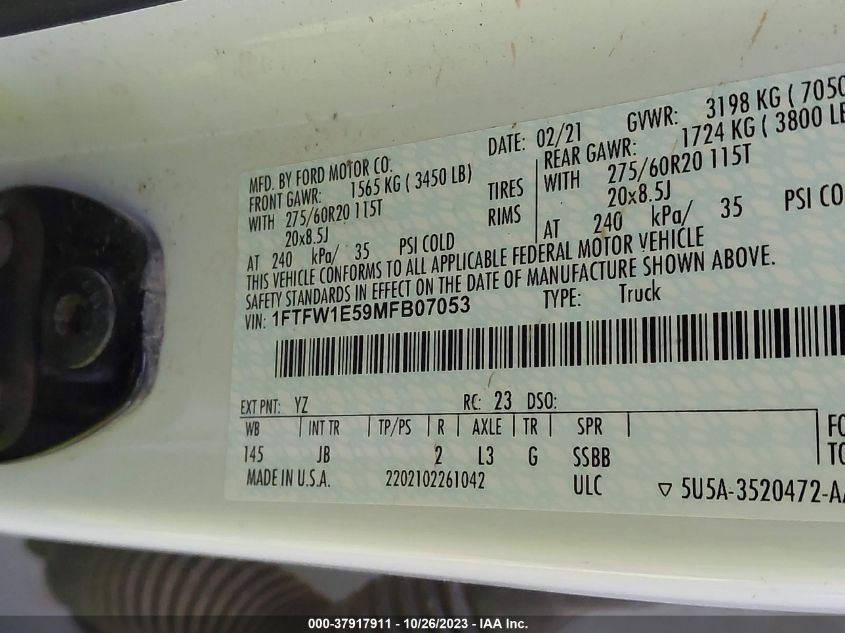 MFD. BY FORD MOTOR CO. DATE: 02/21 GVWR: 3198 KG ( 7050
FRONT GAWR: 1565 KG ( 3450 LB) REAR GAWR: 1724 KG ( 3800 LB
WITH 275/60R20 115T TIRES WITH 275/60R20 115T
20x8.5J RIMS 20x8.5J
AT 240 kPa/ 35 PSI COLD AT 240 kPa/ 35 PSI CO
THIS VEHICLE CONFORMS TO ALL APPLICABLE FEDERAL MOTOR VEHICLE
SAFETY STANDARDS IN EFFECT ON THE DATE OF MANUFACTURE SHOWN ABOVE.
VIN: 1FTFW1E59MFB07053 TYPE: Truck
EXT PNT: YZ RC: 23 DSO:
WB INT TR TP/PS R AXLE TR SPR FO
145 JB 2 L3 G SSBB TO
MADE IN U.S.A. 2202102261042 ULC ▽ 5U5A-3520472-AA
000-37917911 - 10/26/2023 - IAA Inc.